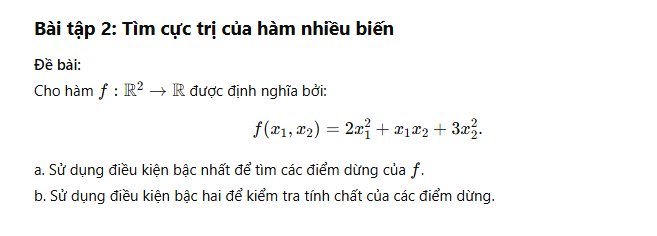 Bài tập 2: Tìm cực trị của hàm nhiều biến
Đề bài:
Cho hàm f : ℝ² → ℝ được định nghĩa bởi:
f(x₁, x₂) = 2x₁² + x₁x₂ + 3x₂².
a. Sử dụng điều kiện bậc nhất để tìm các điểm dừng của f.
b. Sử dụng điều kiện bậc hai để kiểm tra tính chất của các điểm dừng.